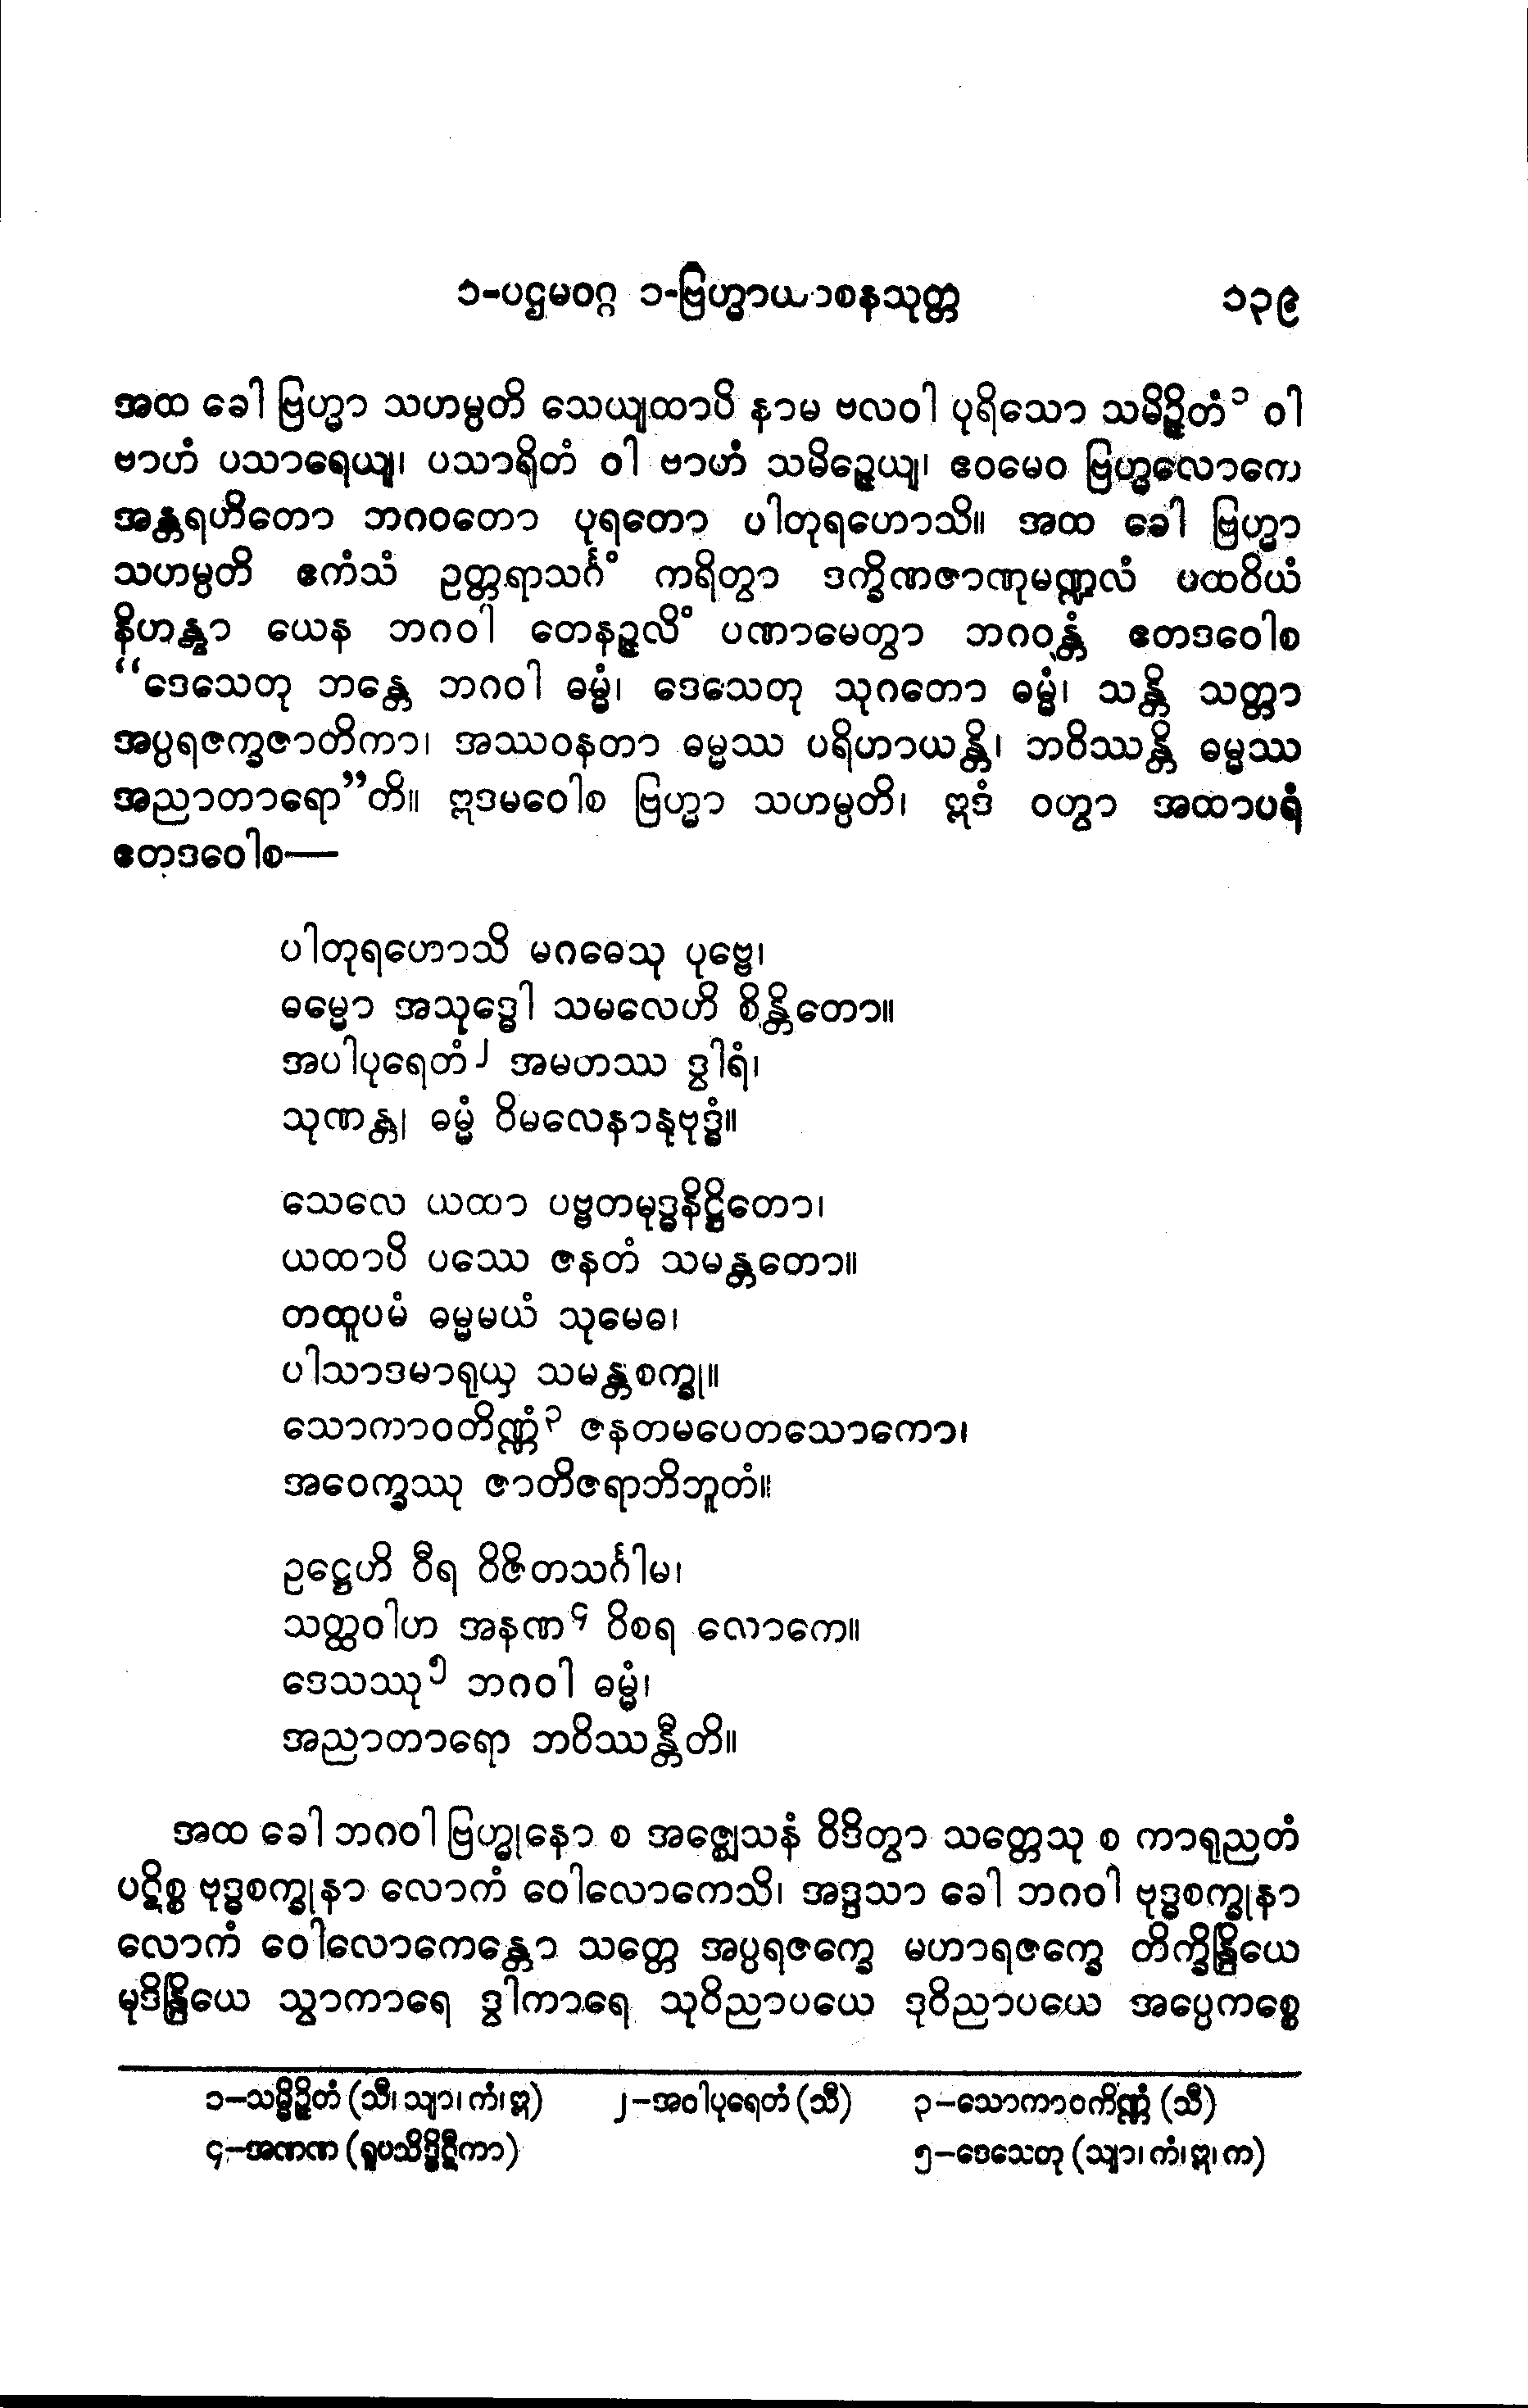 ၁-ပဌမဝဂ္ဂ ၁-ဗြဟ္မာယာစနသုတ္တ ၁၃၉
အထ ခေါ ဗြဟ္မာ သဟမ္ပတိ သေယျထာပိ နာမ ဗလဝါ ပုရိသော သမိဉ္ဇိတံ၁ ဝါ
ဗာဟံ ပသာရေယျ၊ ပသာရိတံ ဝါ ဗာဟံ သမိဉ္ဇေယျ၊ ဧဝမေဝ ဗြဟ္မလောကေ
အန္တရဟိတော ဘဂဝတော ပုရတော ပါတုရဟောသိ။ အထ ခေါ ဗြဟ္မာ
သဟမ္ပတိ ဧကံသံ ဥတ္တရာသင်္ဂံ ကရိတွာ ဒက္ခိဏဇာဏုမဏ္ဍလံ ပထဝိယံ
နိဟန္တွာ ယေန ဘဂဝါ တေနဉ္ဇလိံ ပဏာမေတွာ ဘဂဝန္တံ ဧတဒဝေါစ
“ဒေသေတု ဘန္တေ ဘဂဝါ ဓမ္မံ၊ ဒေသေတု သုဂတော ဓမ္မံ၊ သန္တိ သတ္တာ
အပ္ပရဇက္ခဇာတိကာ၊ အဿဝနတာ ဓမ္မဿ ပရိဟာယန္တိ၊ ဘဝိဿန္တိ ဓမ္မဿ
အညာတာရော”တိ။ ဣဒမဝေါစ ဗြဟ္မာ သဟမ္ပတိ၊ ဣဒံ ဝတွာ အထာပရံ
ဧတဒဝေါစ—
ပါတုရဟောသိ မဂဓေသု ပုဗ္ဗေ၊
ဓမ္မော အသုဒ္ဓေါ သမလေဟိ စိန္တိတော။
အပါပုရေတံ၂ အမတဿ ဒွါရံ၊
သုဏန္တု ဓမ္မံ ဝိမလေနာနုဗုဒ္ဓံ။
သေလေ ယထာ ပဗ္ဗတမုဒ္ဓနိဋ္ဌိတော၊
ယထာပိ ပဿေ ဇနတံ သမန္တတော။
တထူပမံ ဓမ္မမယံ သုမေဓ၊
ပါသာဒမာရုယှ သမန္တစက္ခု။
သောကာဝတိဏ္ဏံ၃ ဇနတမပေတသောကော၊
အဝေက္ခဿု ဇာတိဇရာဘိဘူတံ။
ဥဋ္ဌေဟိ ဝီရ ဝိဇိတသင်္ဂါမ၊
သတ္ထဝါဟ အနဏ၄ ဝိစရ လောကေ။
ဒေသဿု၅ ဘဂဝါ ဓမ္မံ၊
အညာတာရော ဘဝိဿန္တီတိ။
အထ ခေါ ဘဂဝါ ဗြဟ္မုနော စ အဇ္ဈေသနံ ဝိဒိတွာ သတ္တေသု စ ကာရုညတံ
ပဋိစ္စ ဗုဒ္ဓစက္ခုနာ လောကံ ဝေါလောကေသိ၊ အဒ္ဒသာ ခေါ ဘဂဝါ ဗုဒ္ဓစက္ခုနာ
လောကံ ဝေါလောကေန္တော သတ္တေ အပ္ပရဇက္ခေ မဟာရဇက္ခေ တိက္ခိန္ဒြိယေ
မုဒိန္ဒြိယေ သွာကာရေ ဒွါကာရေ သုဝိညာပယေ ဒုဝိညာပယေ အပ္ပေကစ္စေ
၁—သမ္မိဉ္ဇိတံ (သီ၊ သျာ၊ ကံ၊ ဣ) ၂—အဝါပုရေတံ (သီ) ၃—သောကာဝကိဏ္ဏံ (သီ)
၄—အဏဏ (ရူပသိဒ္ဓိဋီကာ) ၅—ဒေသေတု (သျာ၊ ကံ၊ ဣ၊ က)